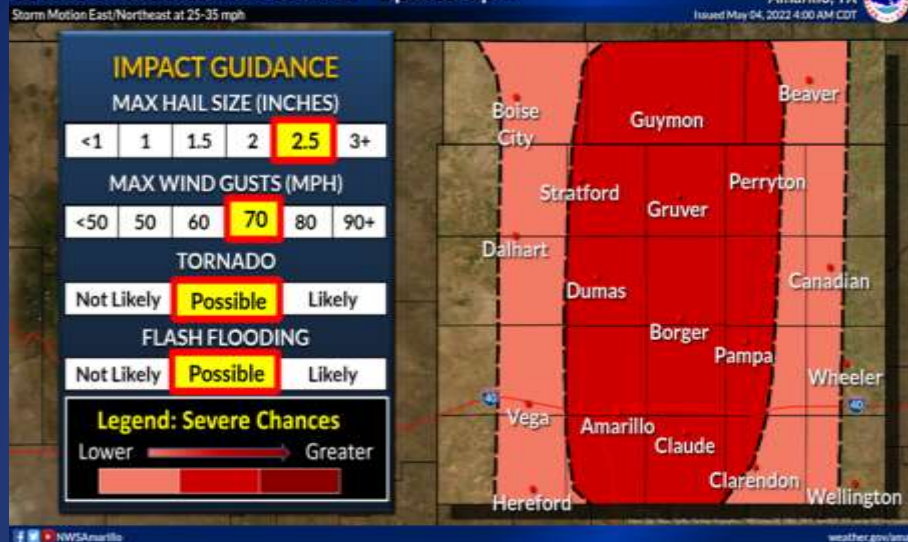 Amarillo, TX
Storm Motion East/Northeast at 25-35 mph
Issued May 04, 2022 4:00 AM CDT
IMPACT GUIDANCE
MAX HAIL SIZE (INCHES)
<1 1 1.5 2 2.5 3+
MAX WIND GUSTS (MPH)
<50 50 60 70 80 90+
TORNADO
Not Likely Possible Likely
FLASH FLOODING
Not Likely Possible Likely
Legend: Severe Chances
Lower Greater
Boise City
Guymon
Beaver
Stratford
Gruver
Perryton
Dalhart
Dumas
Canadian
Borger
Pampa
Wheeler
40
Vega
Amarillo
Claude
40
Clarendon
Hereford
Wellington
NWSAmarillo
weather.gov/ama